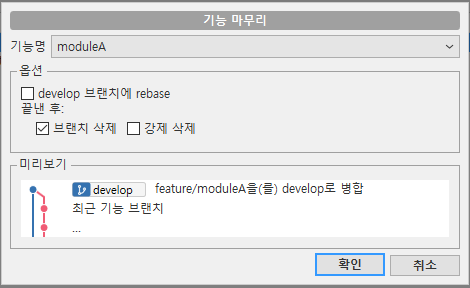 기능 마무리
기능명 moduleA
옵션
develop 브랜치에 rebase
끝낸 후:
브랜치 삭제 강제 삭제
미리보기
develop feature/moduleA을(를) develop로 병합
최근 기능 브랜치
...
확인 취소